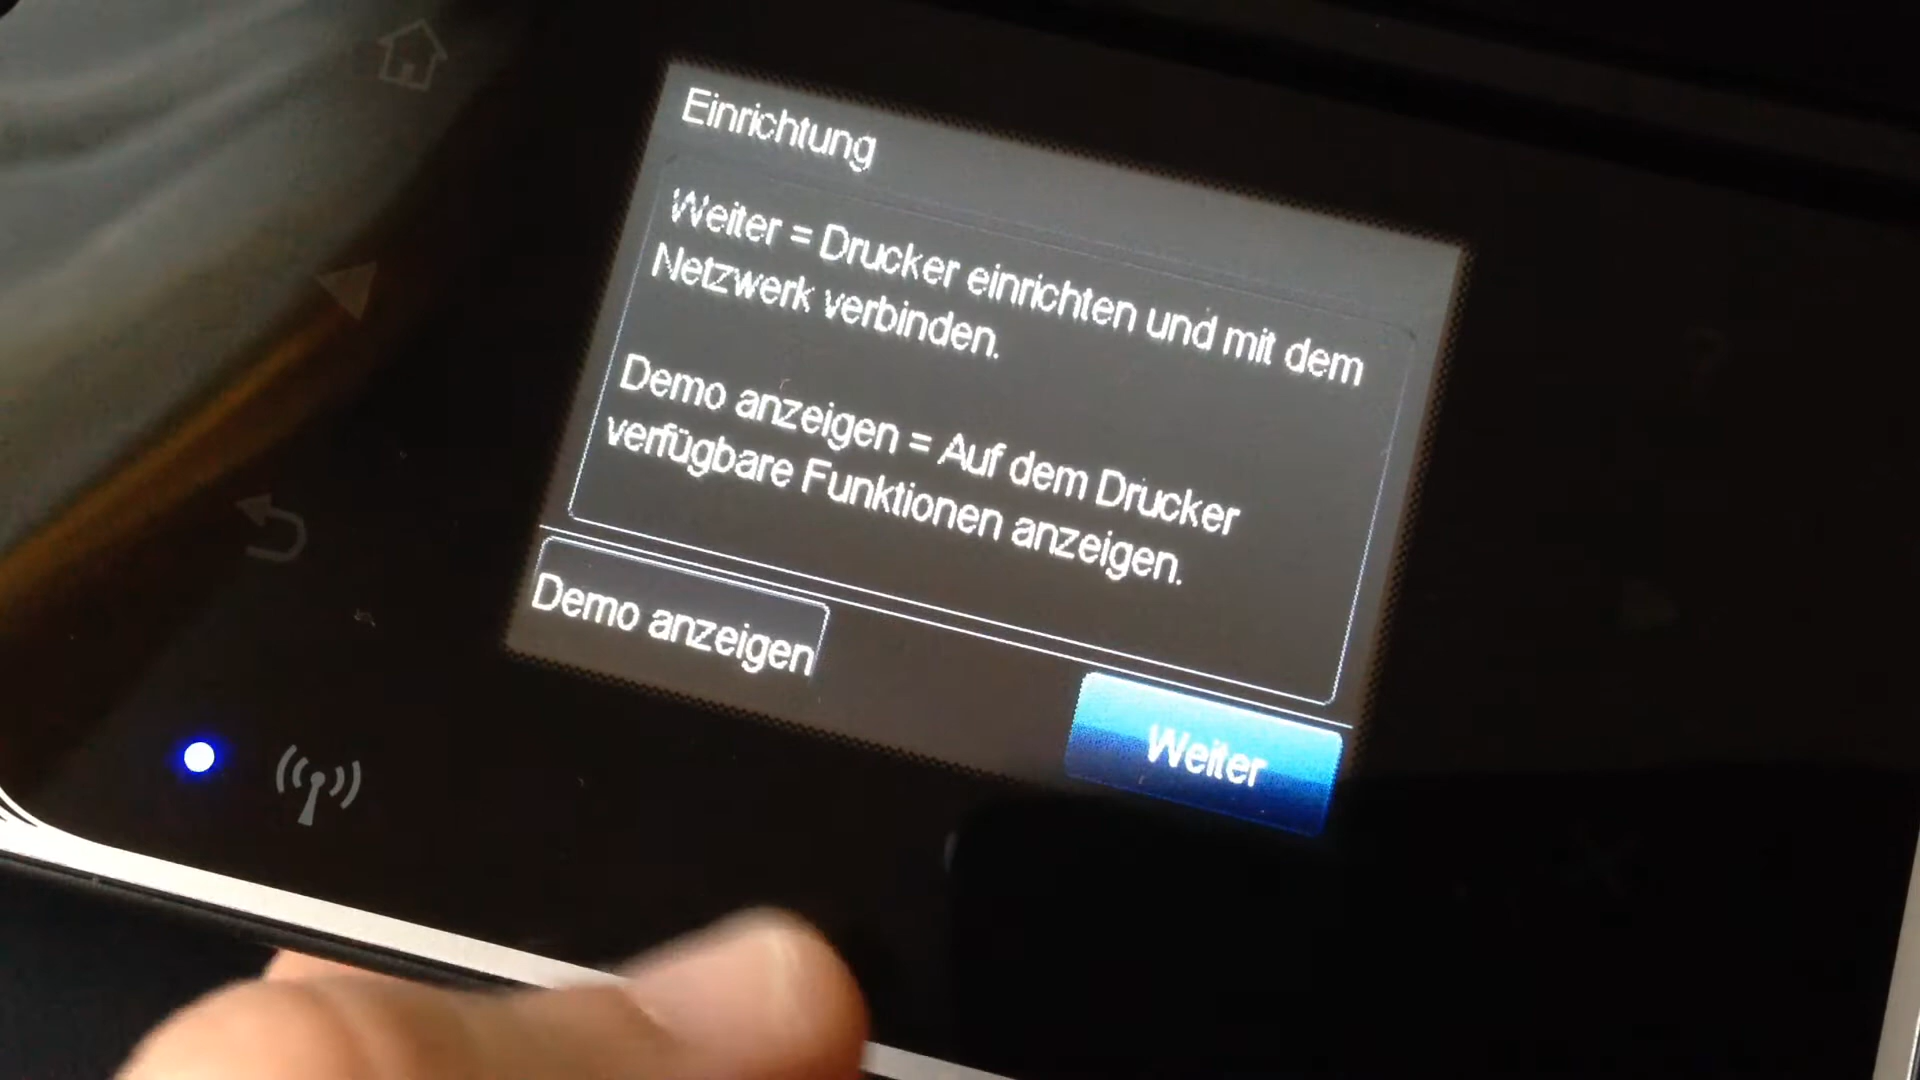 Einrichtung
Weiter = Drucker einrichten und mit dem
Netzwerk verbinden.
Demo anzeigen = Auf dem Drucker
verfügbare Funktionen anzeigen.
Demo anzeigen
Weiter